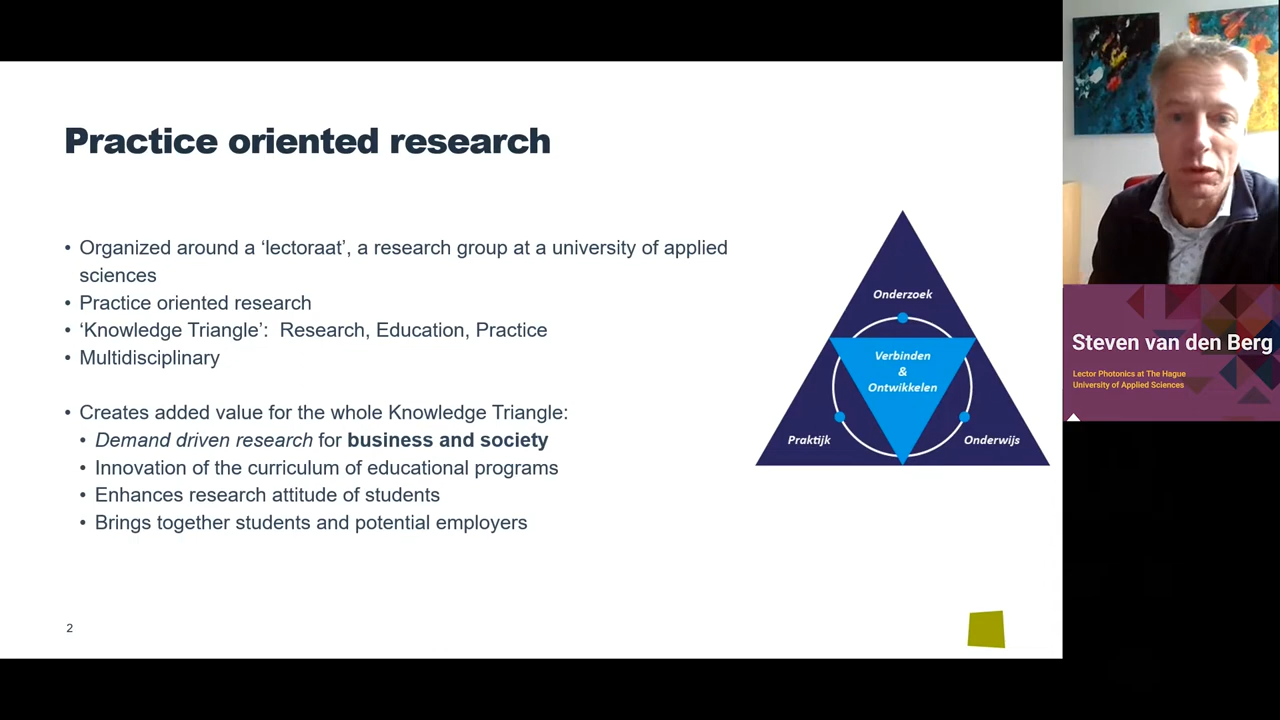 Practice oriented research
• Organized around a ‘lectoraat’, a research group at a university of applied
sciences
• Practice oriented research
• ‘Knowledge Triangle’: Research, Education, Practice
• Multidisciplinary
• Creates added value for the whole Knowledge Triangle:
• Demand driven research for business and society
• Innovation of the curriculum of educational programs
• Enhances research attitude of students
• Brings together students and potential employers
Onderzoek
Verbinden
&
Ontwikkelen
Praktijk
Onderwijs
2
Steven van den Berg
Lector Photonics at The Hague
University of Applied Sciences